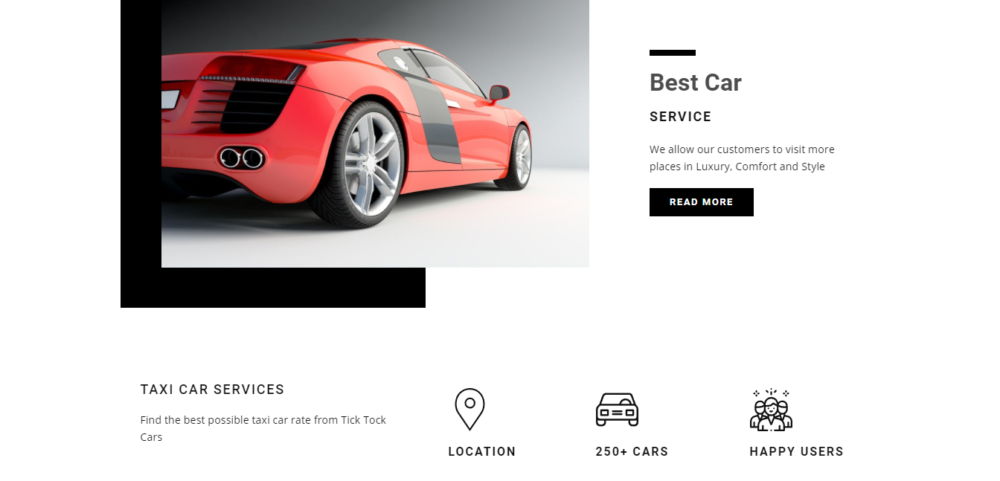 Best Car
SERVICE
We allow our customers to visit more
places in Luxury, Comfort and Style
READ MORE
TAXI CAR SERVICES
Find the best possible taxi car rate from Tick Tock
Cars
LOCATION
250+ CARS
HAPPY USERS